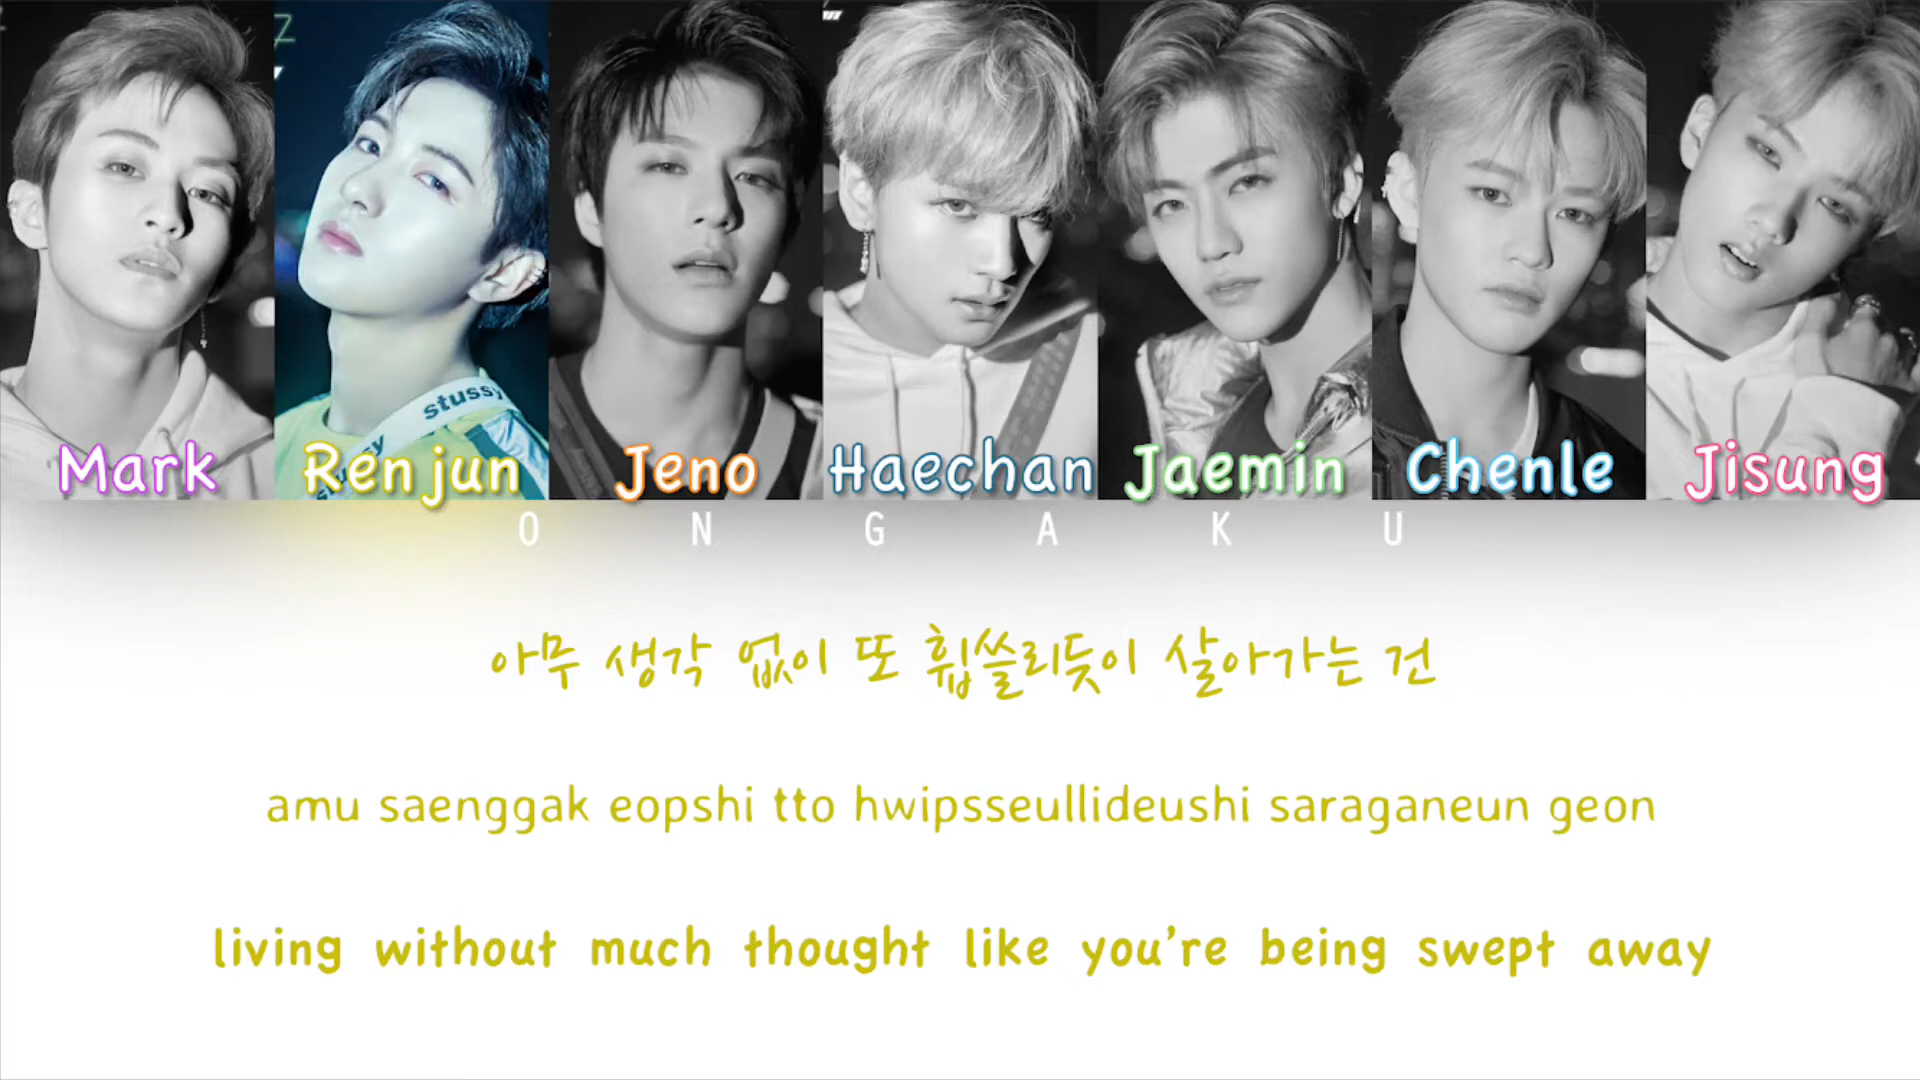 stussy
stussy
Mark Renjun Jeno Haechan Jaemin Chenle Jisung
O N G A K U
아무 생각 없이 또 휩쓸리듯이 살아가는 건
amu saenggak eopshi tto hwipsseullideushi saraganeun geon
living without much thought like you're being swept away